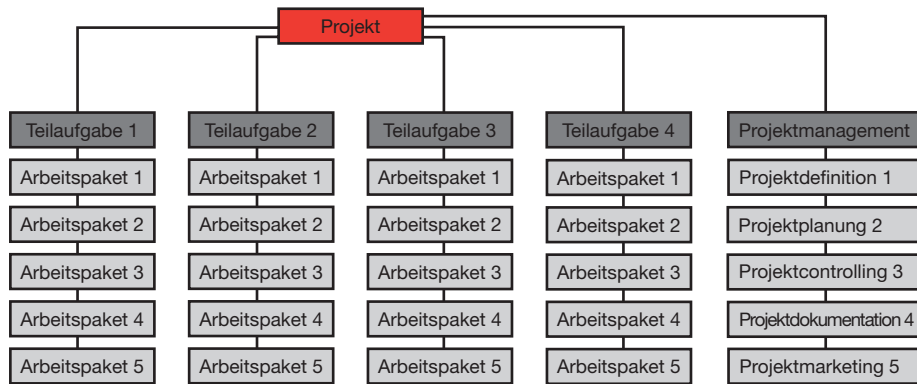 Projekt
Teilaufgabe 1
Arbeitspaket 1
Arbeitspaket 2
Arbeitspaket 3
Arbeitspaket 4
Arbeitspaket 5
Teilaufgabe 2
Arbeitspaket 1
Arbeitspaket 2
Arbeitspaket 3
Arbeitspaket 4
Arbeitspaket 5
Teilaufgabe 3
Arbeitspaket 1
Arbeitspaket 2
Arbeitspaket 3
Arbeitspaket 4
Arbeitspaket 5
Teilaufgabe 4
Arbeitspaket 1
Arbeitspaket 2
Arbeitspaket 3
Arbeitspaket 4
Arbeitspaket 5
Projektmanagement
Projektdefinition 1
Projektplanung 2
Projektcontrolling 3
Projektdokumentation 4
Projektmarketing 5